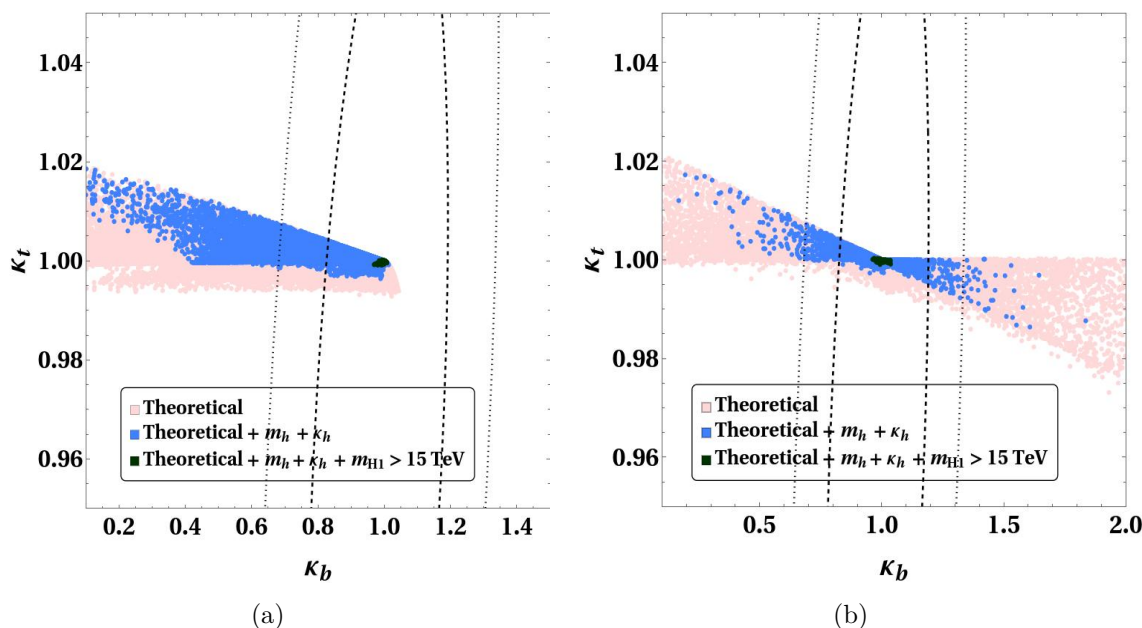 1.04
1.02
1.00
0.98
0.96
κt
Theoretical
Theoretical + mh + κh
Theoretical + mh + κh + mH1 > 15 TeV
0.2 0.4 0.6 0.8 1.0 1.2 1.4
κb
(a)
1.04
1.02
1.00
0.98
0.96
κt
Theoretical
Theoretical + mh + κh
Theoretical + mh + κh + mH1 > 15 TeV
0.5 1.0 1.5 2.0
κb
(b)